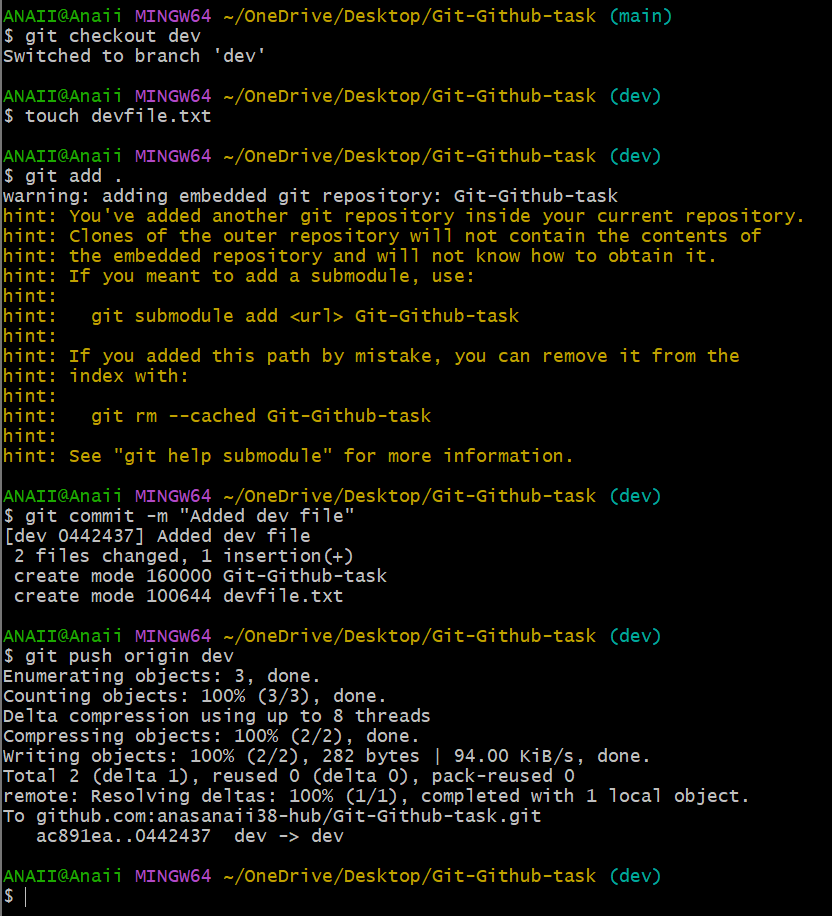 ANAII@Anaii MINGW64 ~/OneDrive/Desktop/Git-Github-task (main)
$ git checkout dev
Switched to branch 'dev'

ANAII@Anaii MINGW64 ~/OneDrive/Desktop/Git-Github-task (dev)
$ touch devfile.txt

ANAII@Anaii MINGW64 ~/OneDrive/Desktop/Git-Github-task (dev)
$ git add .
warning: adding embedded git repository: Git-Github-task
hint: You've added another git repository inside your current repository.
hint: Clones of the outer repository will not contain the contents of
hint: the embedded repository and will not know how to obtain it.
hint: If you meant to add a submodule, use:
hint:
hint:   git submodule add <url> Git-Github-task
hint:
hint: If you added this path by mistake, you can remove it from the
hint: index with:
hint:
hint:   git rm --cached Git-Github-task
hint:
hint: See "git help submodule" for more information.

ANAII@Anaii MINGW64 ~/OneDrive/Desktop/Git-Github-task (dev)
$ git commit -m "Added dev file"
[dev 0442437] Added dev file
 2 files changed, 1 insertion(+)
 create mode 160000 Git-Github-task
 create mode 100644 devfile.txt

ANAII@Anaii MINGW64 ~/OneDrive/Desktop/Git-Github-task (dev)
$ git push origin dev
Enumerating objects: 3, done.
Counting objects: 100% (3/3), done.
Delta compression using up to 8 threads
Compressing objects: 100% (2/2), done.
Writing objects: 100% (2/2), 282 bytes | 94.00 KiB/s, done.
Total 2 (delta 1), reused 0 (delta 0), pack-reused 0
remote: Resolving deltas: 100% (1/1), completed with 1 local object.
To github.com:anasanaii38-hub/Git-Github-task.git
   ac891ea..0442437  dev -> dev

ANAII@Anaii MINGW64 ~/OneDrive/Desktop/Git-Github-task (dev)
$